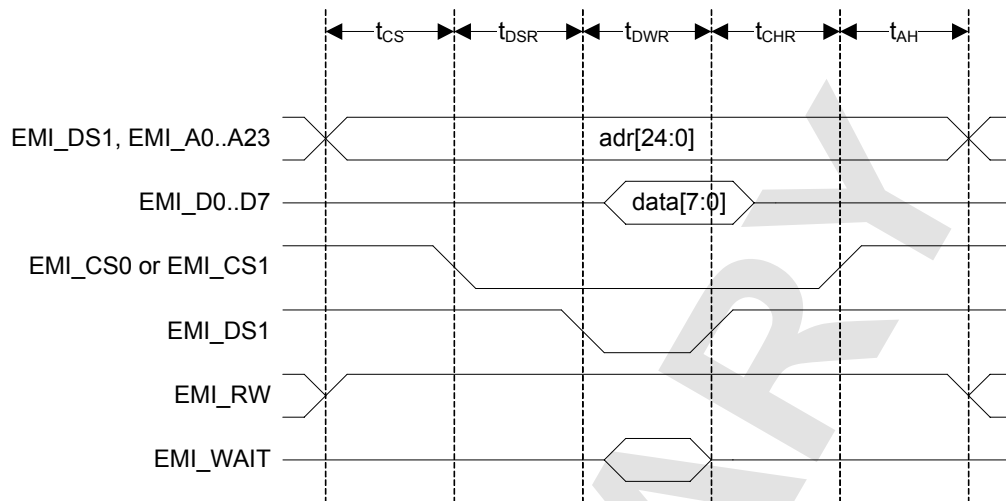 tCS tDSR tDWR tCHR tAH
EMI_DS1, EMI_A0..A23 adr[24:0]
EMI_D0..D7 data[7:0]
EMI_CS0 or EMI_CS1
EMI_DS1
EMI_RW
EMI_WAIT